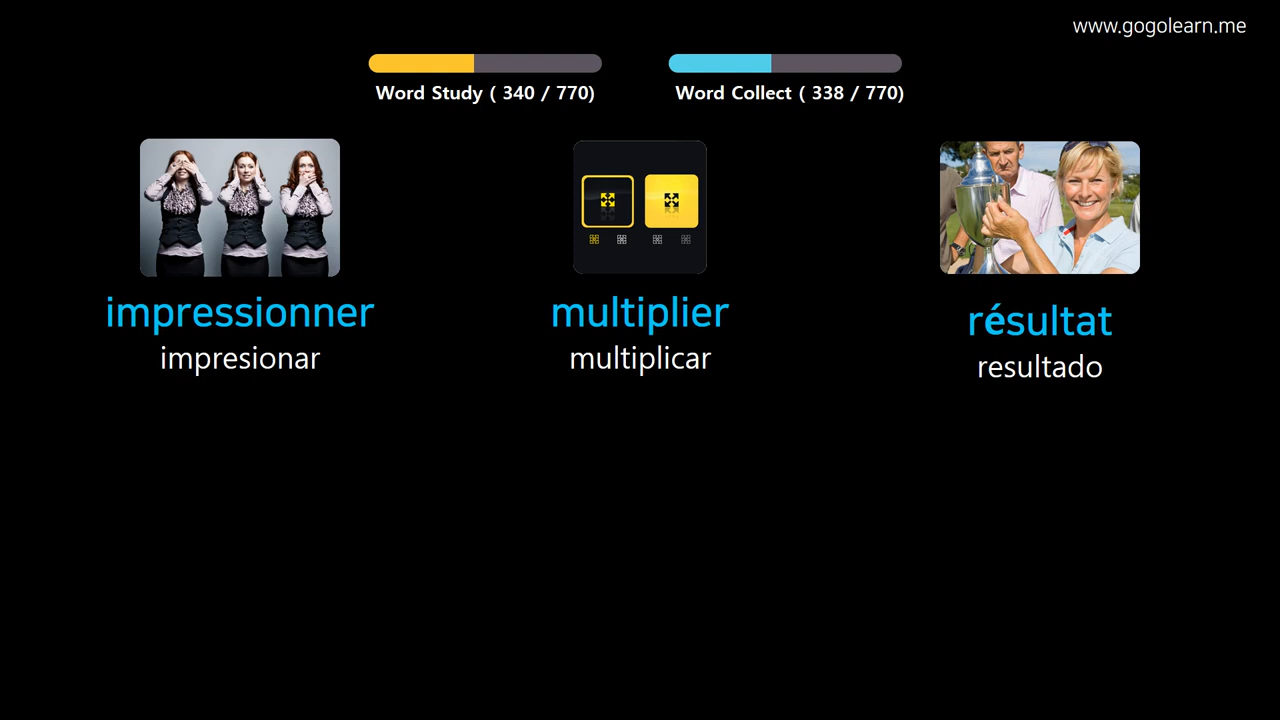 www.gogolearn.me
Word Study ( 340 / 770)
Word Collect ( 338 / 770)
impressionner
impresionar
multiplier
multiplicar
résultat
resultado